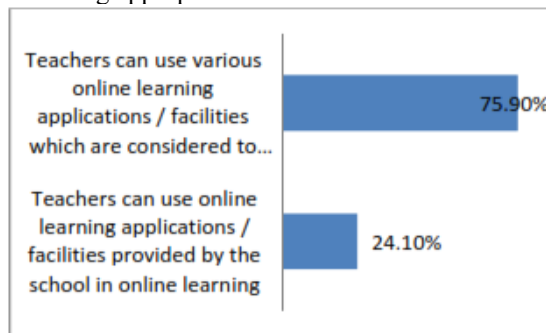 Teachers can use various
online learning
applications / facilities
which are considered to...
75.90%
Teachers can use online
learning applications /
facilities provided by the
school in online learning
24.10%